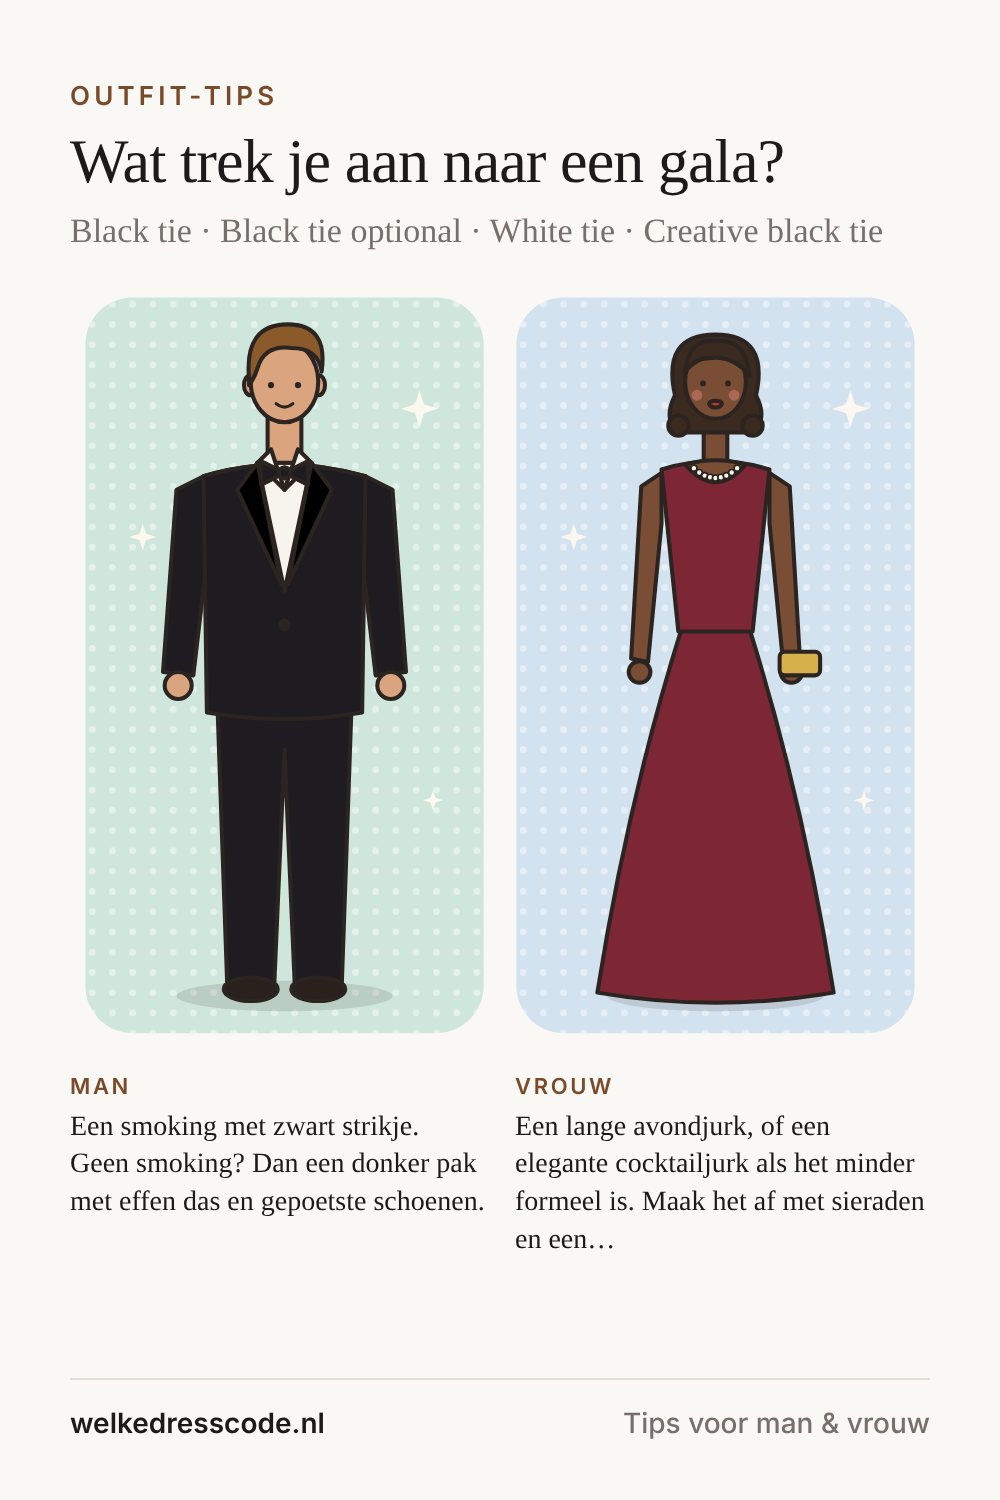 OUTFIT-TIPS
Wat trek je aan naar een gala?
Black tie · Black tie optional · White tie · Creative black tie
MAN
Een smoking met zwart strikje.
Geen smoking? Dan een donker pak
met effen das en gepoetste schoenen.
VROUW
Een lange avondjurk, of een
elegante cocktailjurk als het minder
formeel is. Maak het af met sieraden
en een…
welkedresscode.nl
Tips voor man & vrouw